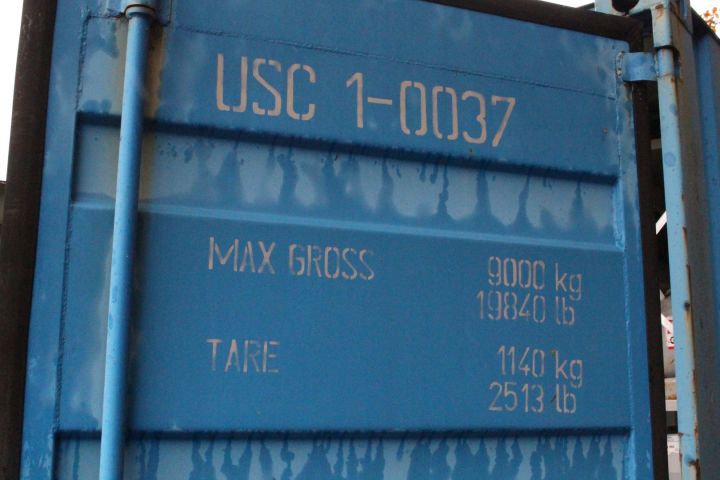 USC 1-0037
MAX GROSS 9000 kg
19840 lb
TARE 1140 kg
2513 lb